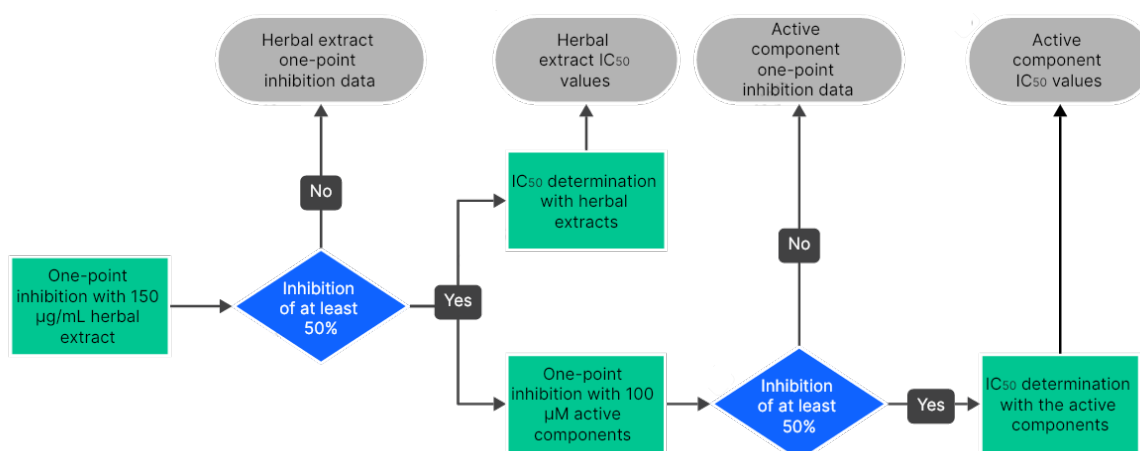 Herbal extract
one-point
inhibition data
Herbal
extract IC50
values
Active
component
one-point
inhibition data
Active
component
IC50 values
No
IC50 determination
with herbal
extracts
No
One-point
inhibition with 150
µg/mL herbal
extract
Inhibition
of at least
50%
Yes
One-point
inhibition with 100
µM active
components
Inhibition
of at least
50%
Yes
IC50 determination
with the active
components